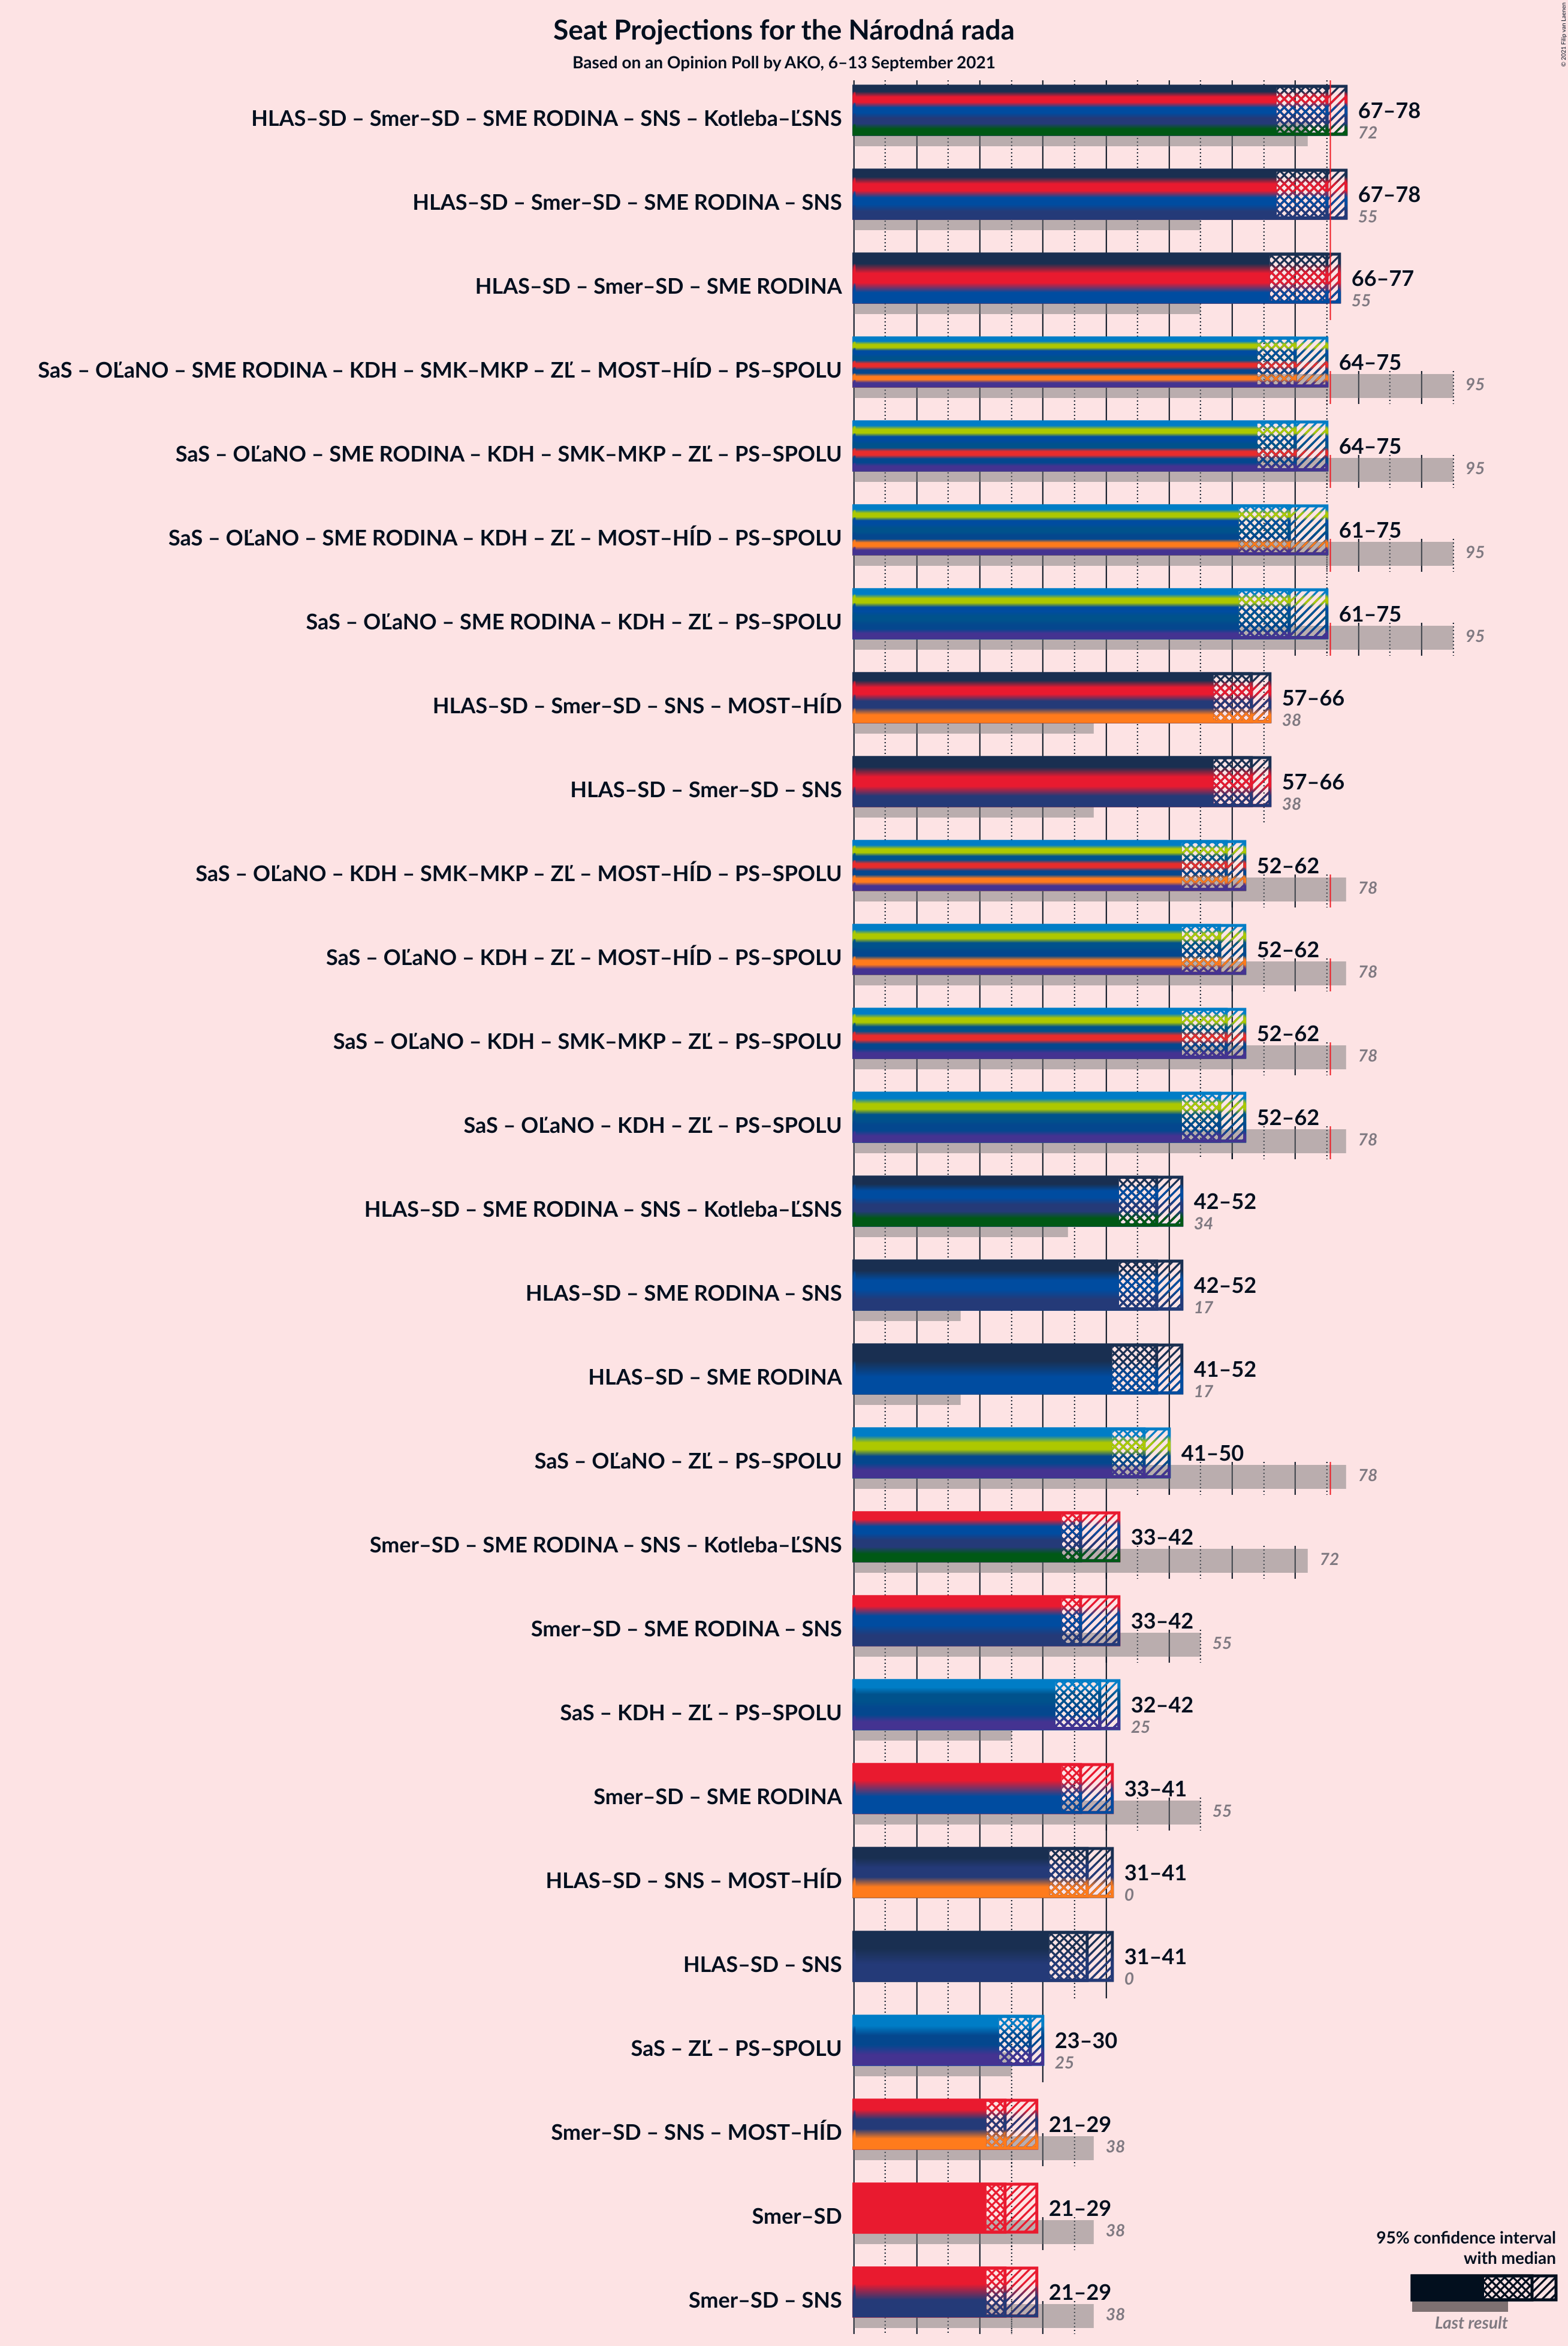 Seat Projections for the Národná rada
Based on an Opinion Poll by AKO, 6–13 September 2021
© 2021 Filip van Laenen
HLAS–SD – Smer–SD – SME RODINA – SNS – Kotleba–ĽSNS
67–78
72
HLAS–SD – Smer–SD – SME RODINA – SNS
67–78
55
HLAS–SD – Smer–SD – SME RODINA
66–77
55
SaS – OĽaNO – SME RODINA – KDH – SMK–MKP – ZĽ – MOST–HÍD – PS–SPOLU
64–75
95
SaS – OĽaNO – SME RODINA – KDH – SMK–MKP – ZĽ – PS–SPOLU
64–75
95
SaS – OĽaNO – SME RODINA – KDH – ZĽ – MOST–HÍD – PS–SPOLU
61–75
95
SaS – OĽaNO – SME RODINA – KDH – ZĽ – PS–SPOLU
61–75
95
HLAS–SD – Smer–SD – SNS – MOST–HÍD
57–66
38
HLAS–SD – Smer–SD – SNS
57–66
38
SaS – OĽaNO – KDH – SMK–MKP – ZĽ – MOST–HÍD – PS–SPOLU
52–62
78
SaS – OĽaNO – KDH – ZĽ – MOST–HÍD – PS–SPOLU
52–62
78
SaS – OĽaNO – KDH – SMK–MKP – ZĽ – PS–SPOLU
52–62
78
SaS – OĽaNO – KDH – ZĽ – PS–SPOLU
52–62
78
HLAS–SD – SME RODINA – SNS – Kotleba–ĽSNS
42–52
34
HLAS–SD – SME RODINA – SNS
42–52
17
HLAS–SD – SME RODINA
41–52
17
SaS – OĽaNO – ZĽ – PS–SPOLU
41–50
78
Smer–SD – SME RODINA – SNS – Kotleba–ĽSNS
33–42
72
Smer–SD – SME RODINA – SNS
33–42
55
SaS – KDH – ZĽ – PS–SPOLU
32–42
25
Smer–SD – SME RODINA
33–41
55
HLAS–SD – SNS – MOST–HÍD
31–41
0
HLAS–SD – SNS
31–41
0
SaS – ZĽ – PS–SPOLU
23–30
25
Smer–SD – SNS – MOST–HÍD
21–29
38
Smer–SD
21–29
38
Smer–SD – SNS
21–29
38
95% confidence interval
with median
Last result